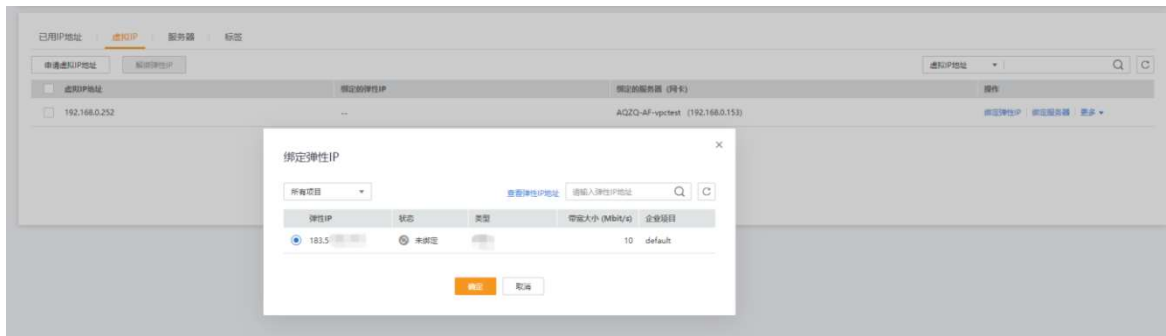 已用IP地址 虚拟IP 服务器 标签
申请虚拟IP地址 解绑弹性IP 虚拟IP地址
虚拟IP地址 绑定的弹性IP 绑定的服务器 (网卡) 操作
192.168.0.252 -- AQZQ-AF-vpctest (192.168.0.153) 绑定弹性IP 绑定服务器 更多
绑定弹性IP
所有项目 查看弹性IP地址 请输入弹性IP地址
弹性IP 状态 类型 带宽大小 (Mbit/s) 企业项目
183.5 未绑定 10 default
确定 取消